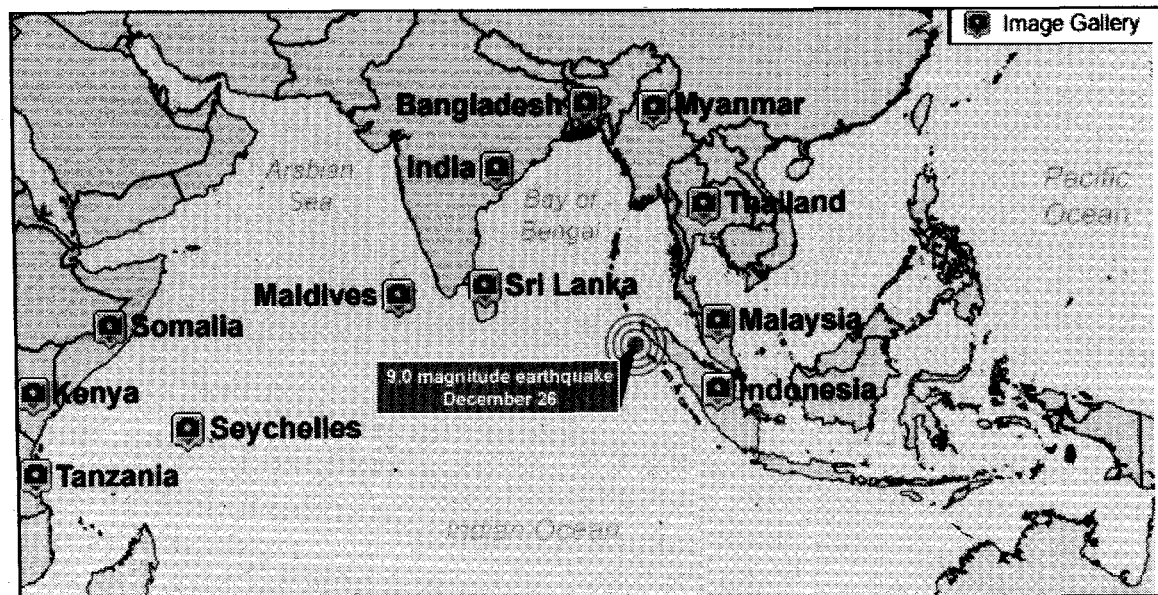 Image Gallery
Bangladesh
Myanmar
India
Arabian
Sea
Bay of
Bengal
Thailand
Pacific
Ocean
Maldives
Sri Lanka
Somalia
Malaysia
9.0 magnitude earthquake
December 26
Indonesia
Kenya
Seychelles
Tanzania
Indian Ocean